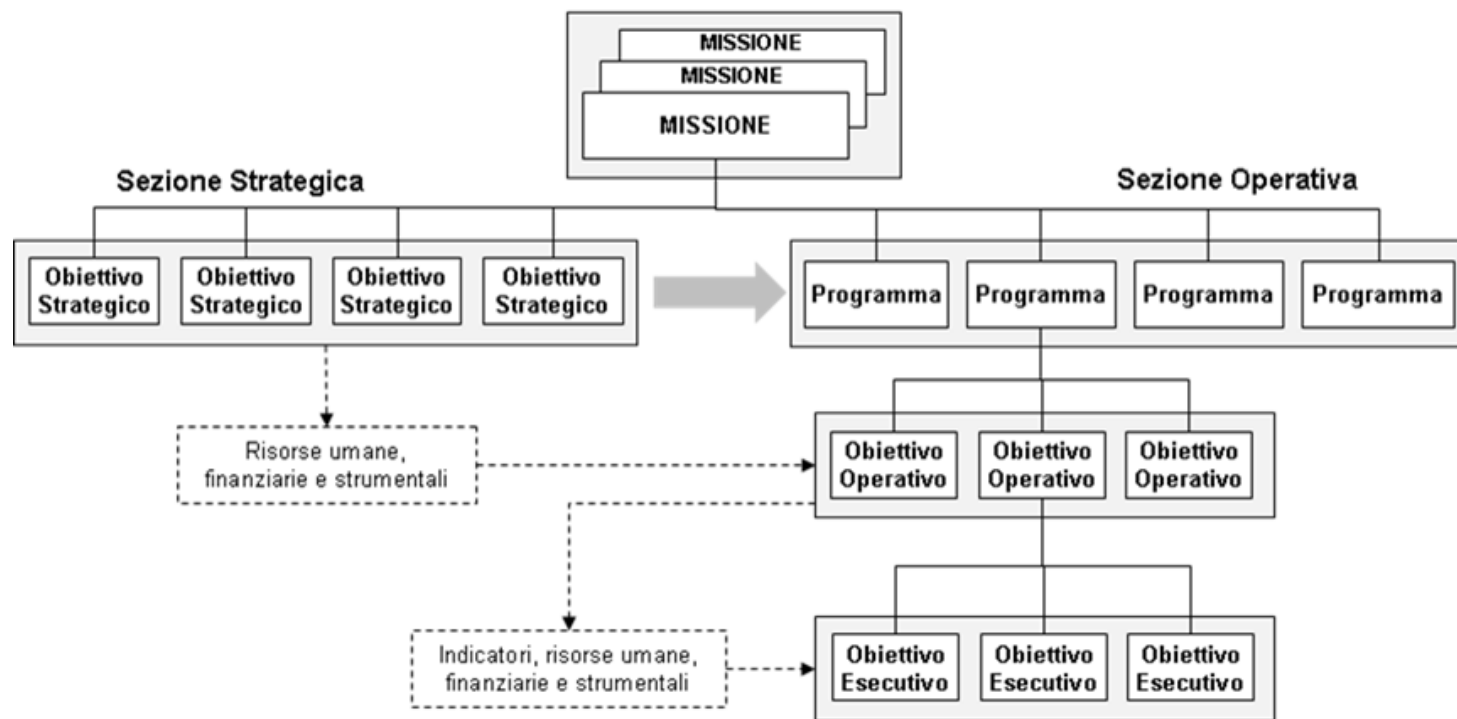 MISSIONE
MISSIONE
MISSIONE
Sezione Strategica
Sezione Operativa
Obiettivo
Strategico
Obiettivo
Strategico
Obiettivo
Strategico
Obiettivo
Strategico
Programma
Programma
Programma
Programma
Risorse umane,
finanziarie e strumentali
Obiettivo
Operativo
Obiettivo
Operativo
Obiettivo
Operativo
Indicatori, risorse umane,
finanziarie e strumentali
Obiettivo
Esecutivo
Obiettivo
Esecutivo
Obiettivo
Esecutivo